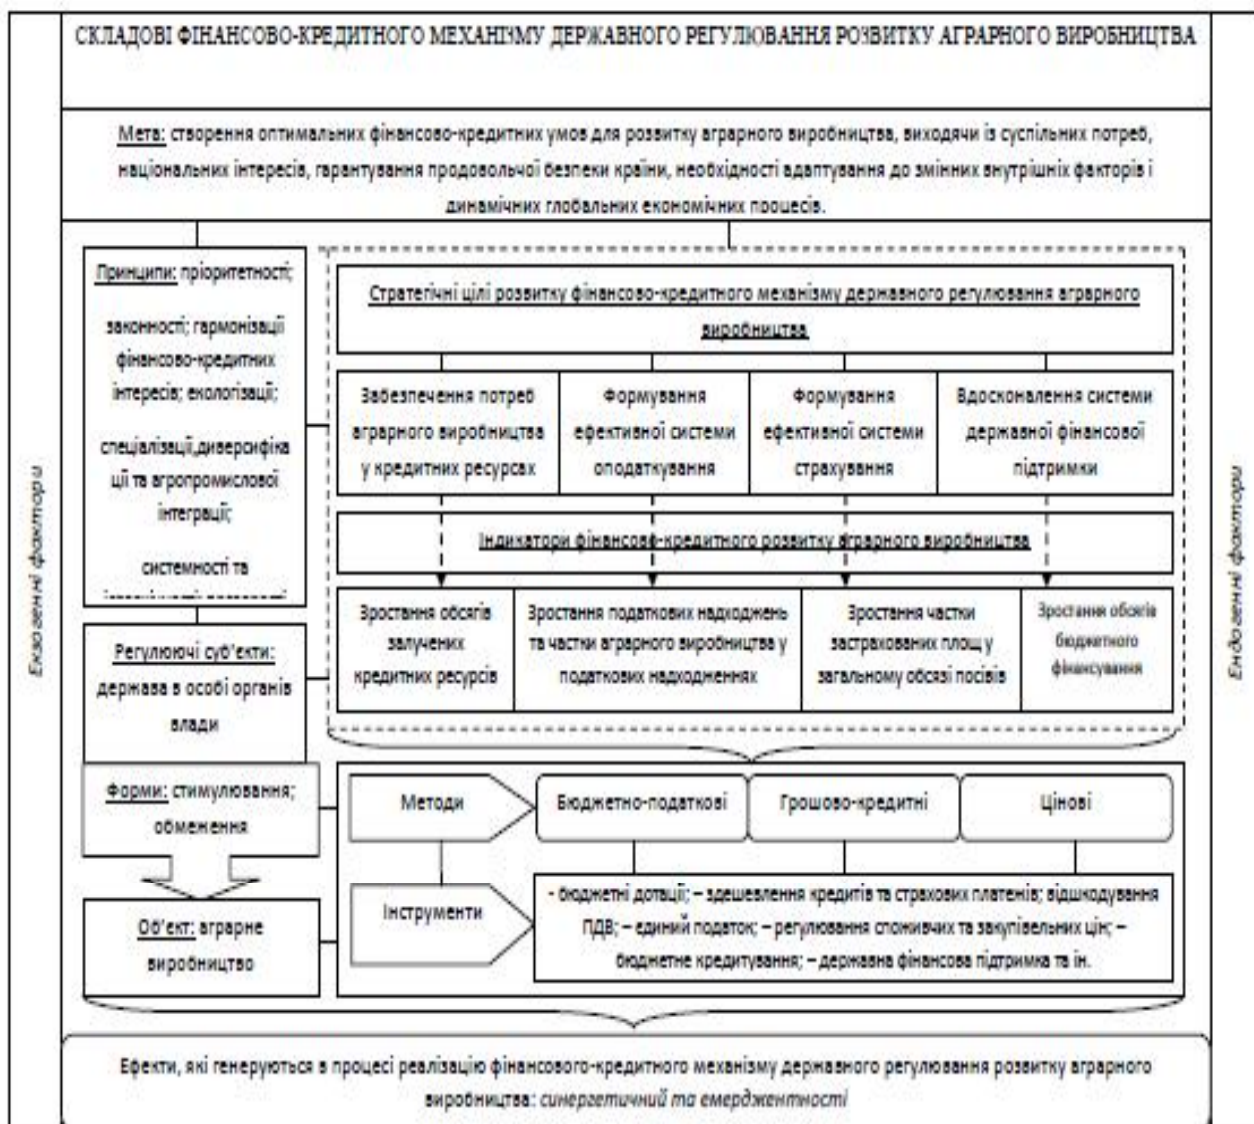 СКЛАДОВІ ФІНАНСОВО-КРЕДИТНОГО МЕХАНІЗМУ ДЕРЖАВНОГО РЕГУЛЮВАННЯ РОЗВИТКУ АГРАРНОГО ВИРОБНИЦТВА
Мета: створення оптимальних фінансово-кредитних умов для розвитку аграрного виробництва, виходячи із суспільних потреб,
національних інтересів, гарантування продовольчої безпеки країни, необхідності адаптування до змінних внутрішніх факторів і
динамічних глобальних економічних процесів.
Екзогенні фактори
Принципи: пріоритетності;
законності; гармонізації
фінансово-кредитних
інтересів; екологізації;
спеціалізації,диверсифіка
ції та агропромислової
інтеграції;
системності та
Регулюючі суб'єкти:
держава в особі органів
влади
Форми: стимулювання;
обмеження
Об'єкт: аграрне
виробництво
Стратегічні цілі розвитку фінансово-кредитного механізму державного регулювання аграрного
виробництва
Забезпечення потреб
аграрного виробництва
у кредитних ресурсах
Формування
ефективної системи
оподаткування
Формування
ефективної системи
страхування
Вдосконалення системи
державної фінансової
підтримки
Індикатори фінансово-кредитного розвитку аграрного виробництва
Зростання обсягів
залучених
кредитних ресурсів
Зростання податкових надходжень
та частки аграрного виробництва у
податкових надходженнях
Зростання частки
застрахованих площ у
загальному обсязі посівів
Зростання обсягів
бюджетного
фінансування
Методи
Бюджетно-податкові
Грошово-кредитні
Цінові
Інструменти
- бюджетні дотації; – здешевлення кредитів та страхових платежів; відшкодування
ПДВ; – єдиний податок; – регулювання споживчих та закупівельних цін; –
бюджетне кредитування; – державна фінансова підтримка та ін.
Ендогенні фактори
Ефекти, які генеруються в процесі реалізацію фінансового-кредитного механізму державного регулювання розвитку аграрного
виробництва: синергетичний та емерджентності